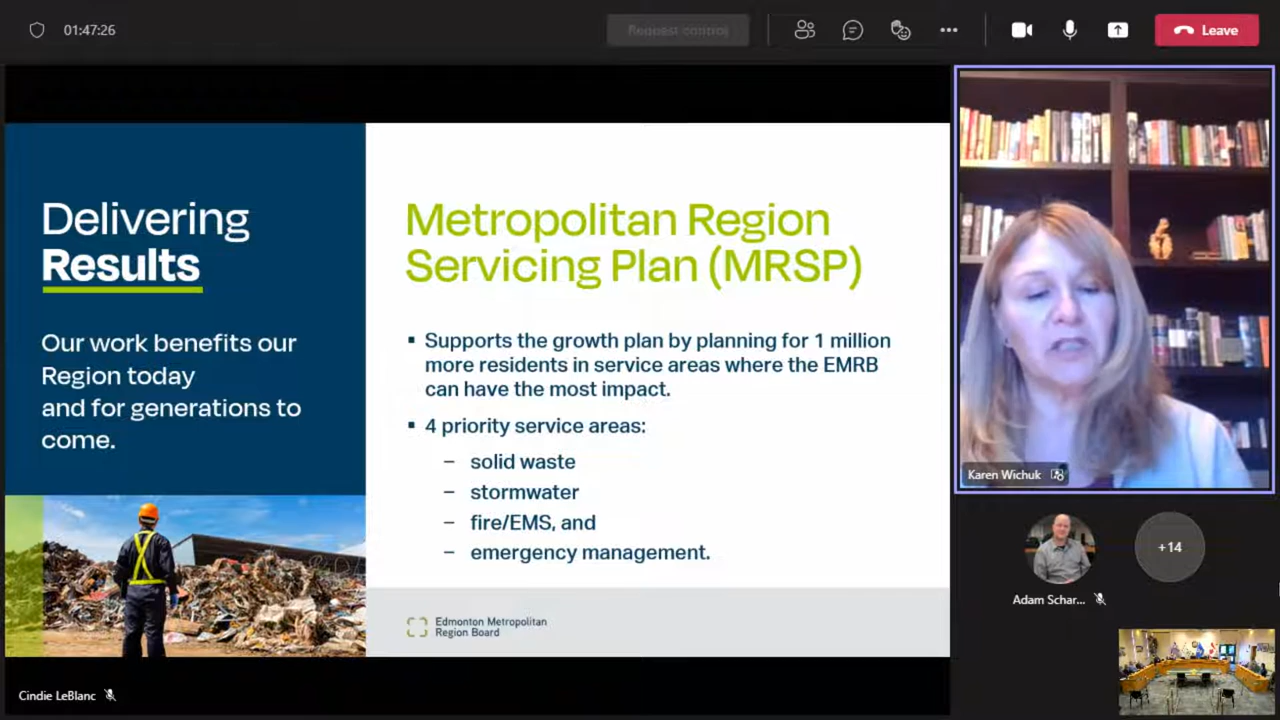 01:47:26
Request control
Leave
Delivering
Results
Our work benefits our
Region today
and for generations to
come.
Metropolitan Region
Servicing Plan (MRSP)
▪ Supports the growth plan by planning for 1 million
more residents in service areas where the EMRB
can have the most impact.
▪ 4 priority service areas:
– solid waste
– stormwater
– fire/EMS, and
– emergency management.
Edmonton Metropolitan
Region Board
Karen Wichuk
Adam Schar...
+14
Cindie LeBlanc